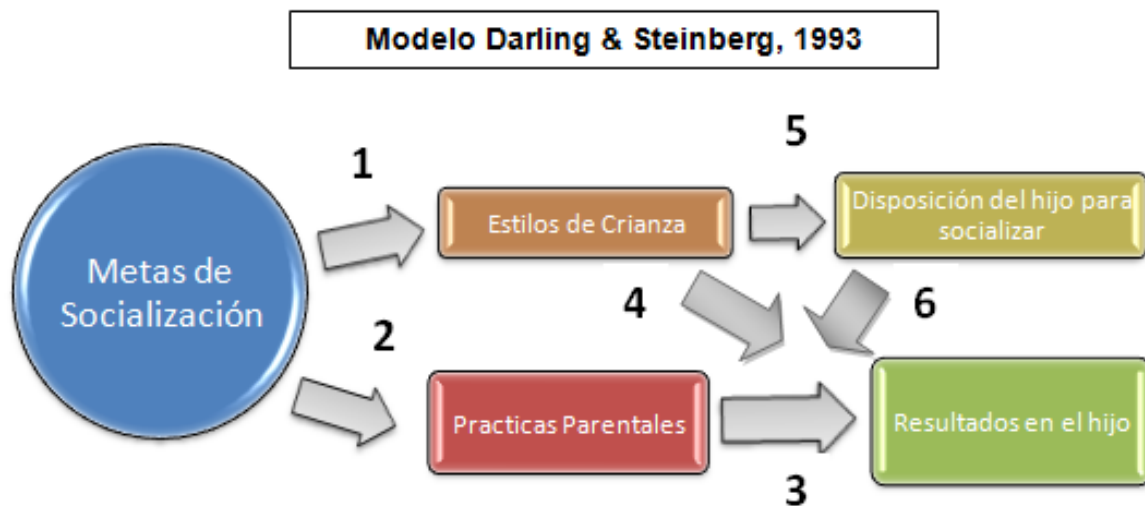 Modelo Darling & Steinberg, 1993
5
1
Estilos de Crianza
Disposición del hijo para
socializar
Metas de
Socialización
4
6
2
Practicas Parentales
Resultados en el hijo
3